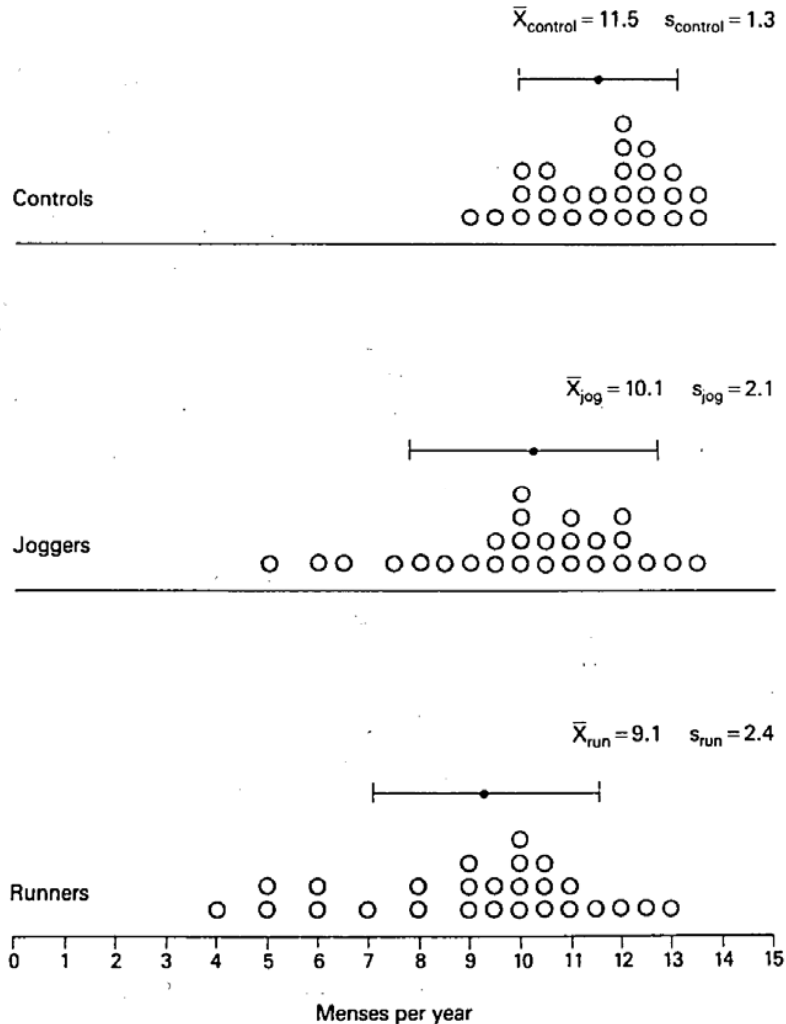 X̄control = 11.5 scontrol = 1.3
Controls
X̄jog = 10.1 sjog = 2.1
Joggers
X̄run = 9.1 srun = 2.4
Runners
0 1 2 3 4 5 6 7 8 9 10 11 12 13 14 15
Menses per year